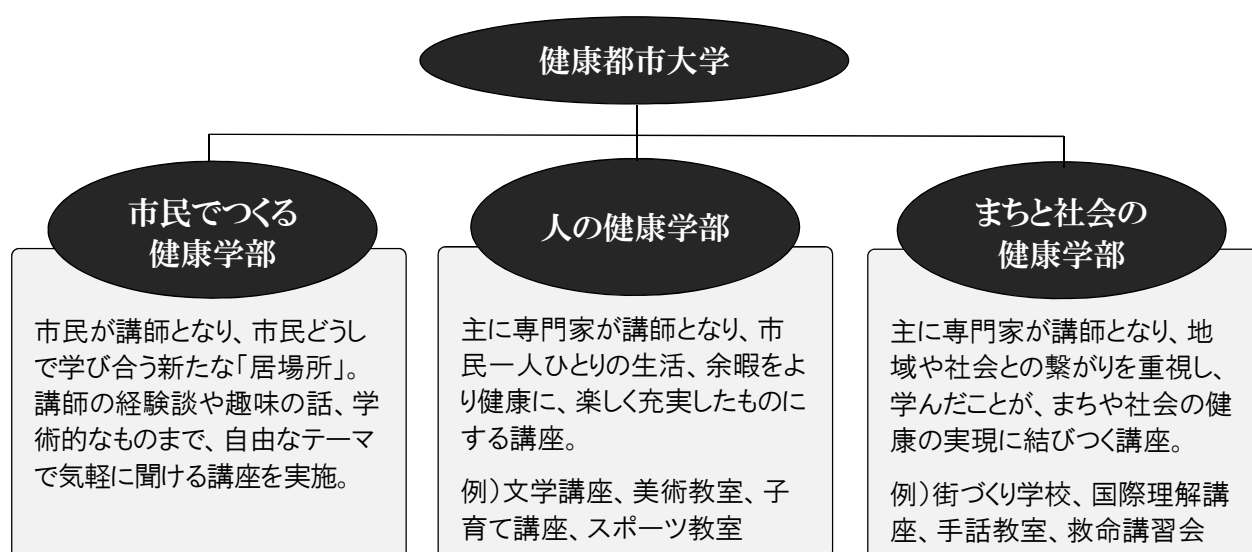 健康都市大学
市民でつくる
健康学部
市民が講師となり、市民どうし
で学び合う新たな「居場所」。
講師の経験談や趣味の話、学
術的なものまで、自由なテーマ
で気軽に聞ける講座を実施。
人の健康学部
主に専門家が講師となり、市
民一人ひとりの生活、余暇をよ
り健康に、楽しく充実したものに
する講座。
例）文学講座、美術教室、子
育て講座、スポーツ教室
まちと社会の
健康学部
主に専門家が講師となり、地
域や社会との繋がりを重視し、
学んだことが、まちや社会の健
康の実現に結びつく講座。
例）街づくり学校、国際理解講
座、手話教室、救命講習会